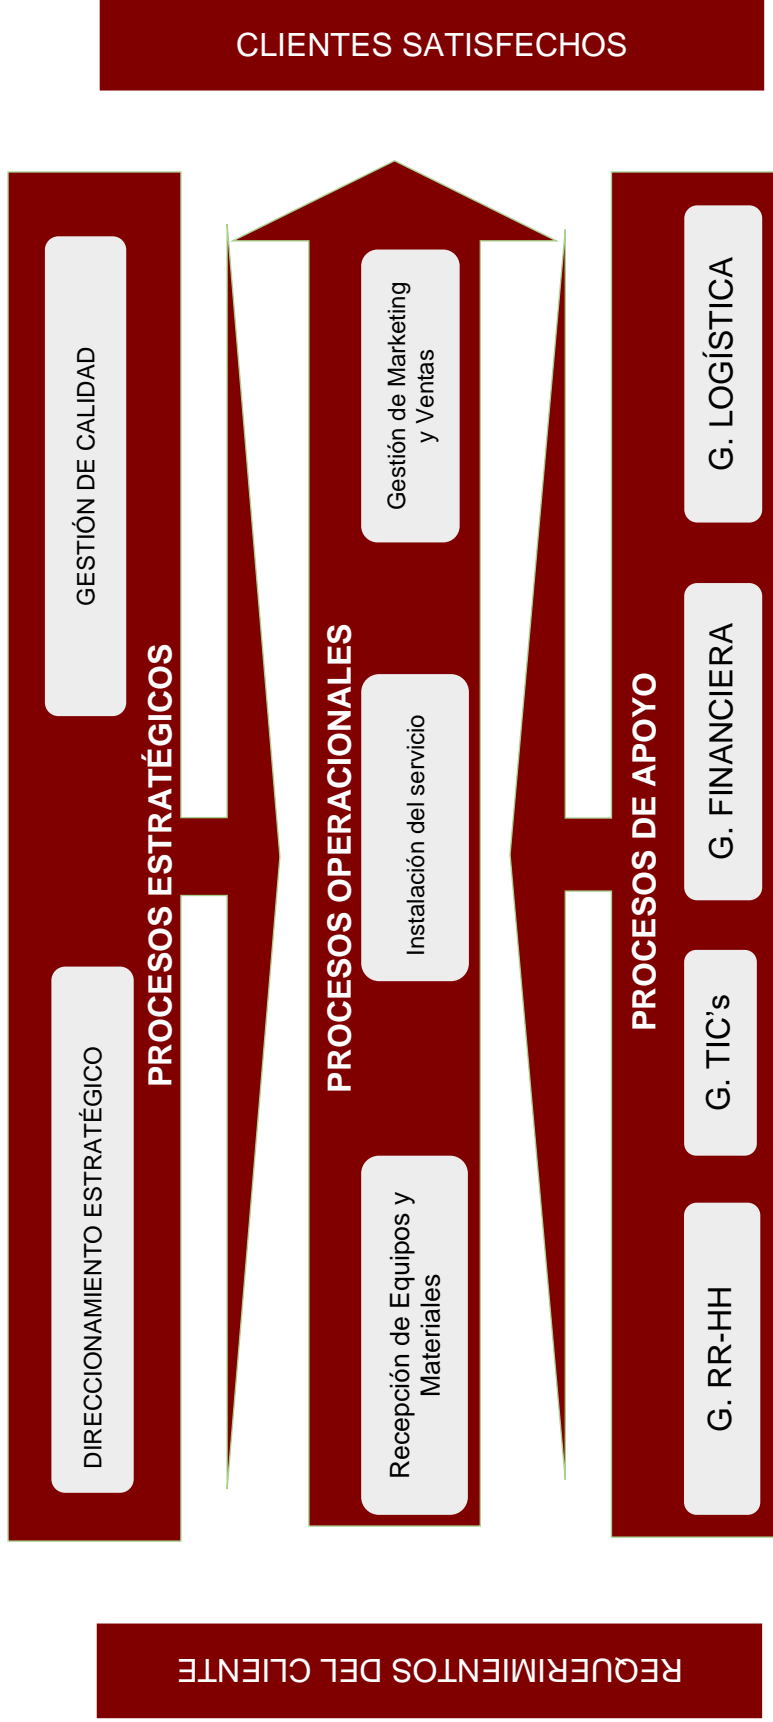 REQUERIMIENTOS DEL CLIENTE
PROCESOS ESTRATÉGICOS
DIRECCIONAMIENTO ESTRATÉGICO
GESTIÓN DE CALIDAD
PROCESOS OPERACIONALES
Recepción de Equipos y
Materiales
Instalación del servicio
Gestión de Marketing
y Ventas
PROCESOS DE APOYO
G. RR-HH
G. TIC’s
G. FINANCIERA
G. LOGÍSTICA
CLIENTES SATISFECHOS